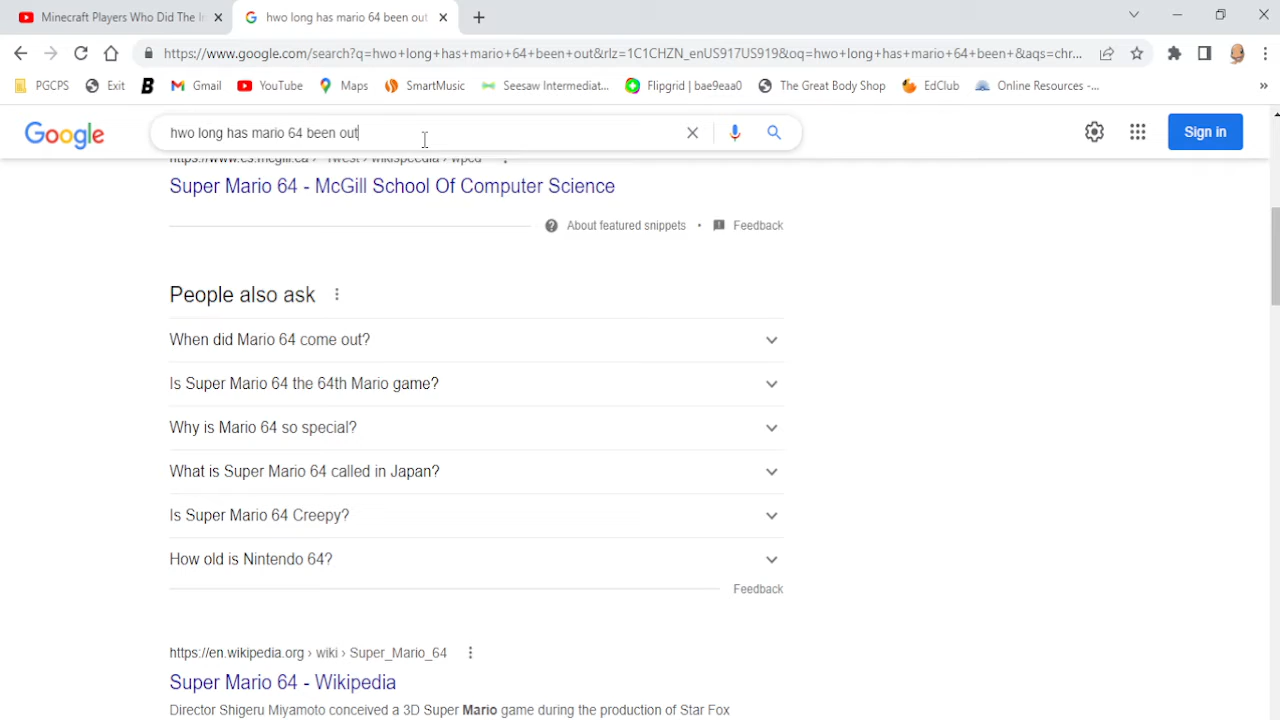 Minecraft Players Who Did The I
hwo long has mario 64 been out
https://www.google.com/search?q=hwo+long+has+mario+64+been+out&rlz=1C1CHZN_enUS917US919&oq=hwo+long+has+mario+64+been+&aqs=chr...
PGCPS Exit Gmail YouTube Maps SmartMusic Seesaw Intermediat... Flipgrid | bae9eaa0 The Great Body Shop EdClub Online Resources -... »
Google hwo long has mario 64 been out Sign in
Super Mario 64 - McGill School Of Computer Science
About featured snippets • Feedback
People also ask
When did Mario 64 come out?
Is Super Mario 64 the 64th Mario game?
Why is Mario 64 so special?
What is Super Mario 64 called in Japan?
Is Super Mario 64 Creepy?
How old is Nintendo 64?
Feedback
https://en.wikipedia.org › wiki › Super_Mario_64
Super Mario 64 - Wikipedia
Director Shigeru Miyamoto conceived a 3D Super Mario game during the production of Star Fox